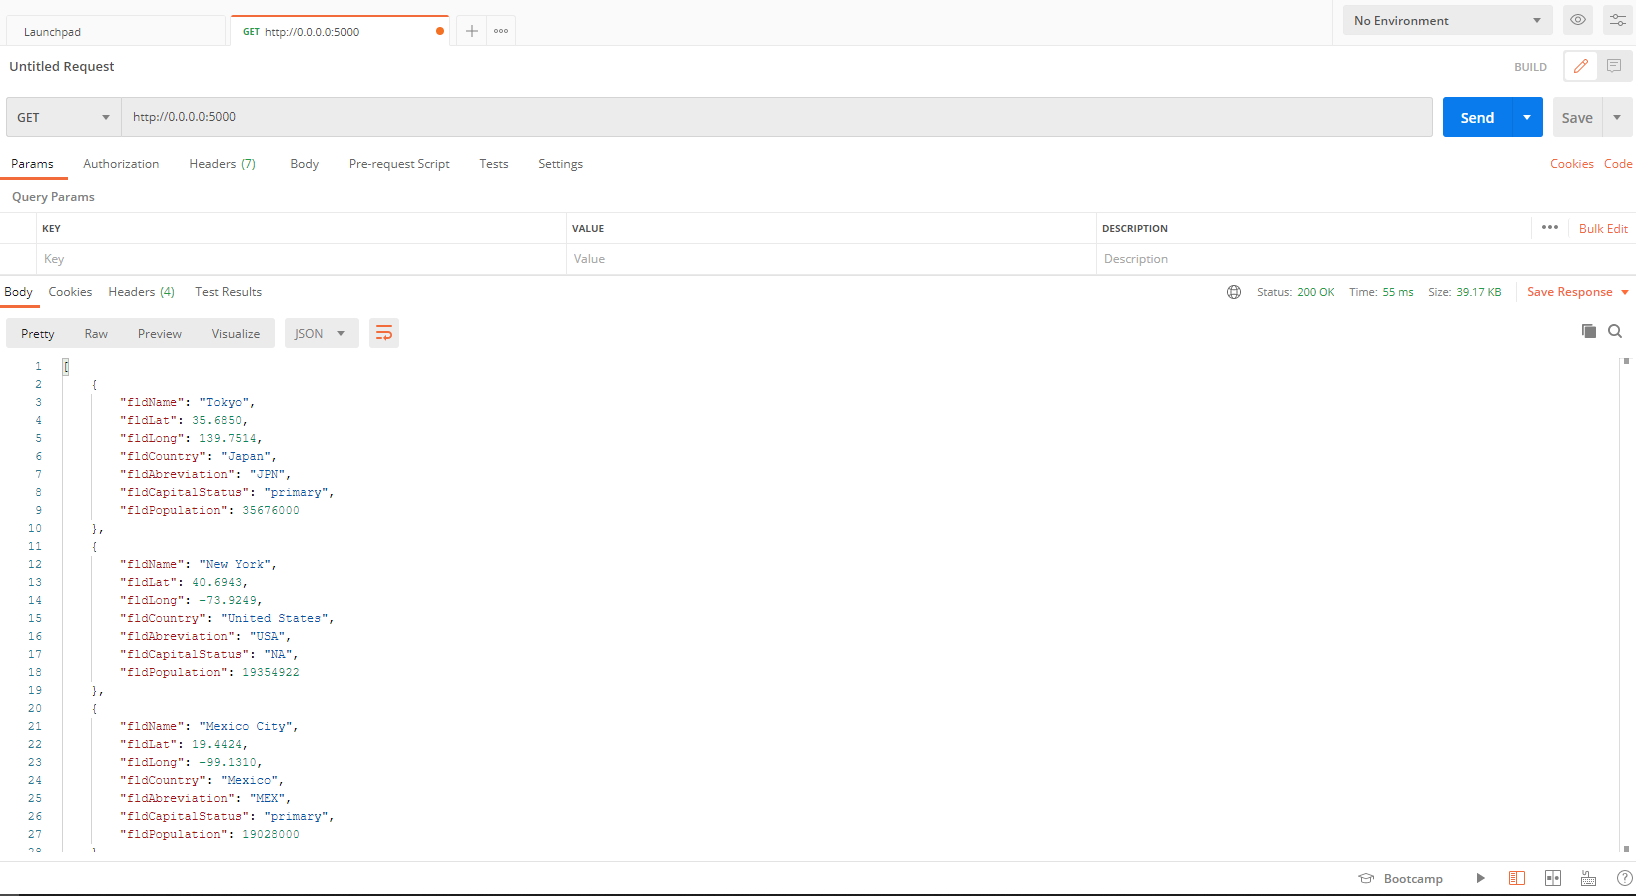 Launchpad
GET http://0.0.0.0:5000
No Environment
Untitled Request
BUILD
GET
http://0.0.0.0:5000
Send
Save
Params Authorization Headers (7) Body Pre-request Script Tests Settings
Cookies Code
Query Params
KEY VALUE DESCRIPTION
Bulk Edit
Key Value Description
Body Cookies Headers (4) Test Results
Status: 200 OK Time: 55 ms Size: 39.17 KB Save Response
Pretty Raw Preview Visualize JSON
1 [
2 {
3 "fldName": "Tokyo",
4 "fldLat": 35.6850,
5 "fldLong": 139.7514,
6 "fldCountry": "Japan",
7 "fldAbreviation": "JPN",
8 "fldCapitalStatus": "primary",
9 "fldPopulation": 35676000
10 },
11 {
12 "fldName": "New York",
13 "fldLat": 40.6943,
14 "fldLong": -73.9249,
15 "fldCountry": "United States",
16 "fldAbreviation": "USA",
17 "fldCapitalStatus": "NA",
18 "fldPopulation": 19354922
19 },
20 {
21 "fldName": "Mexico City",
22 "fldLat": 19.4424,
23 "fldLong": -99.1310,
24 "fldCountry": "Mexico",
25 "fldAbreviation": "MEX",
26 "fldCapitalStatus": "primary",
27 "fldPopulation": 19028000
28 }
Bootcamp